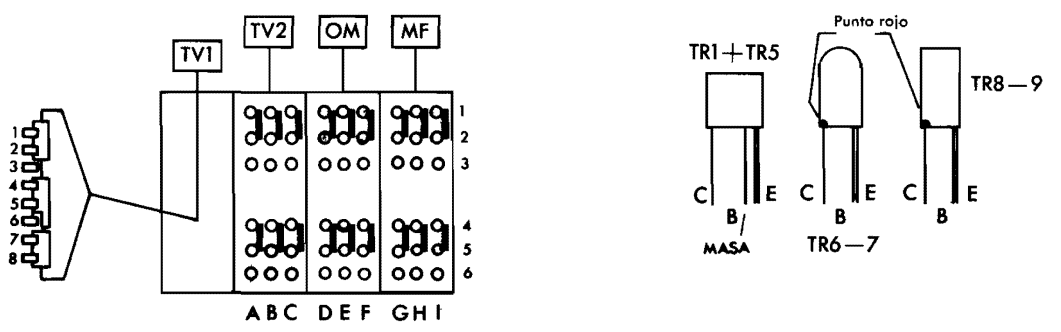 TV1
TV2
OM
MF
1
2
3
4
5
6
7
8
1
2
3
4
5
6
A B C D E F G H I
Punto rojo
TR1+TR5
TR8—9
C
B
E
MASA
C
B
E
TR6—7
C
B
E